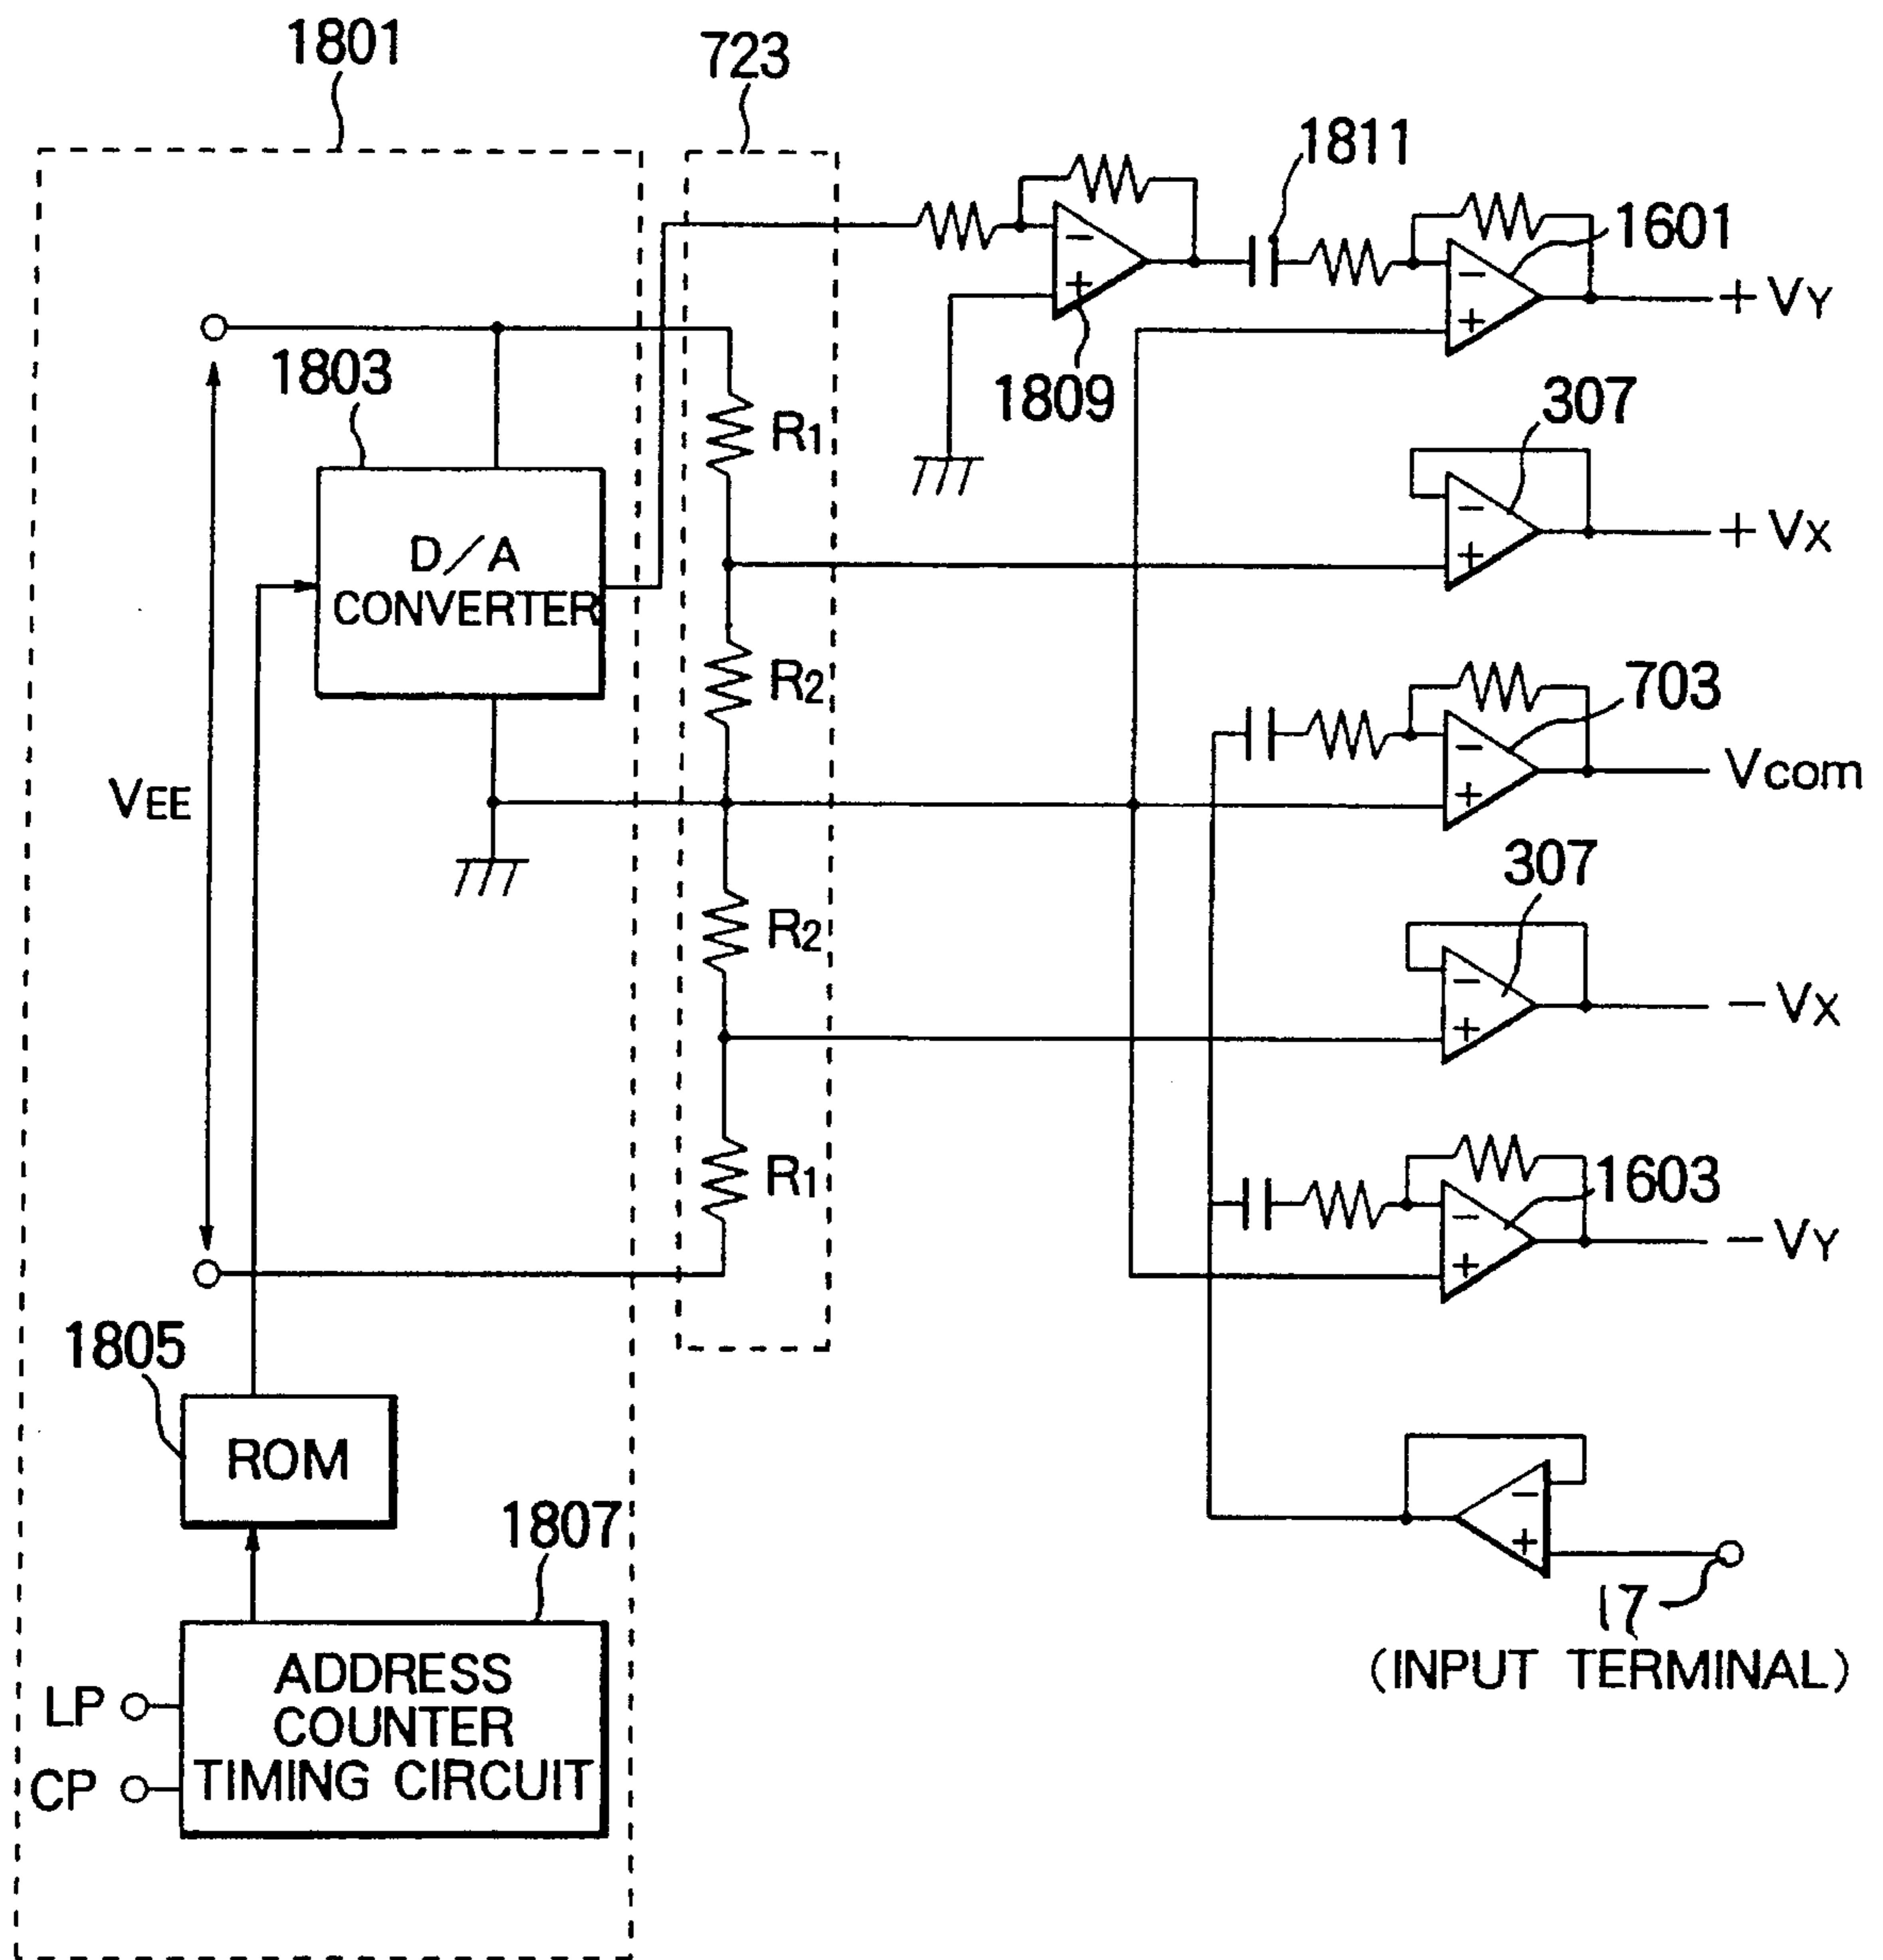 1801
723
1811
1601
+ VY
1803
1809
307
R1
+ VX
D/A
CONVERTER
R2
703
VEE
Vcom
307
R2
- VX
R1
1603
- VY
1805
ROM
1807
17
(INPUT TERMINAL)
ADDRESS
COUNTER
TIMING CIRCUIT
LP
CP